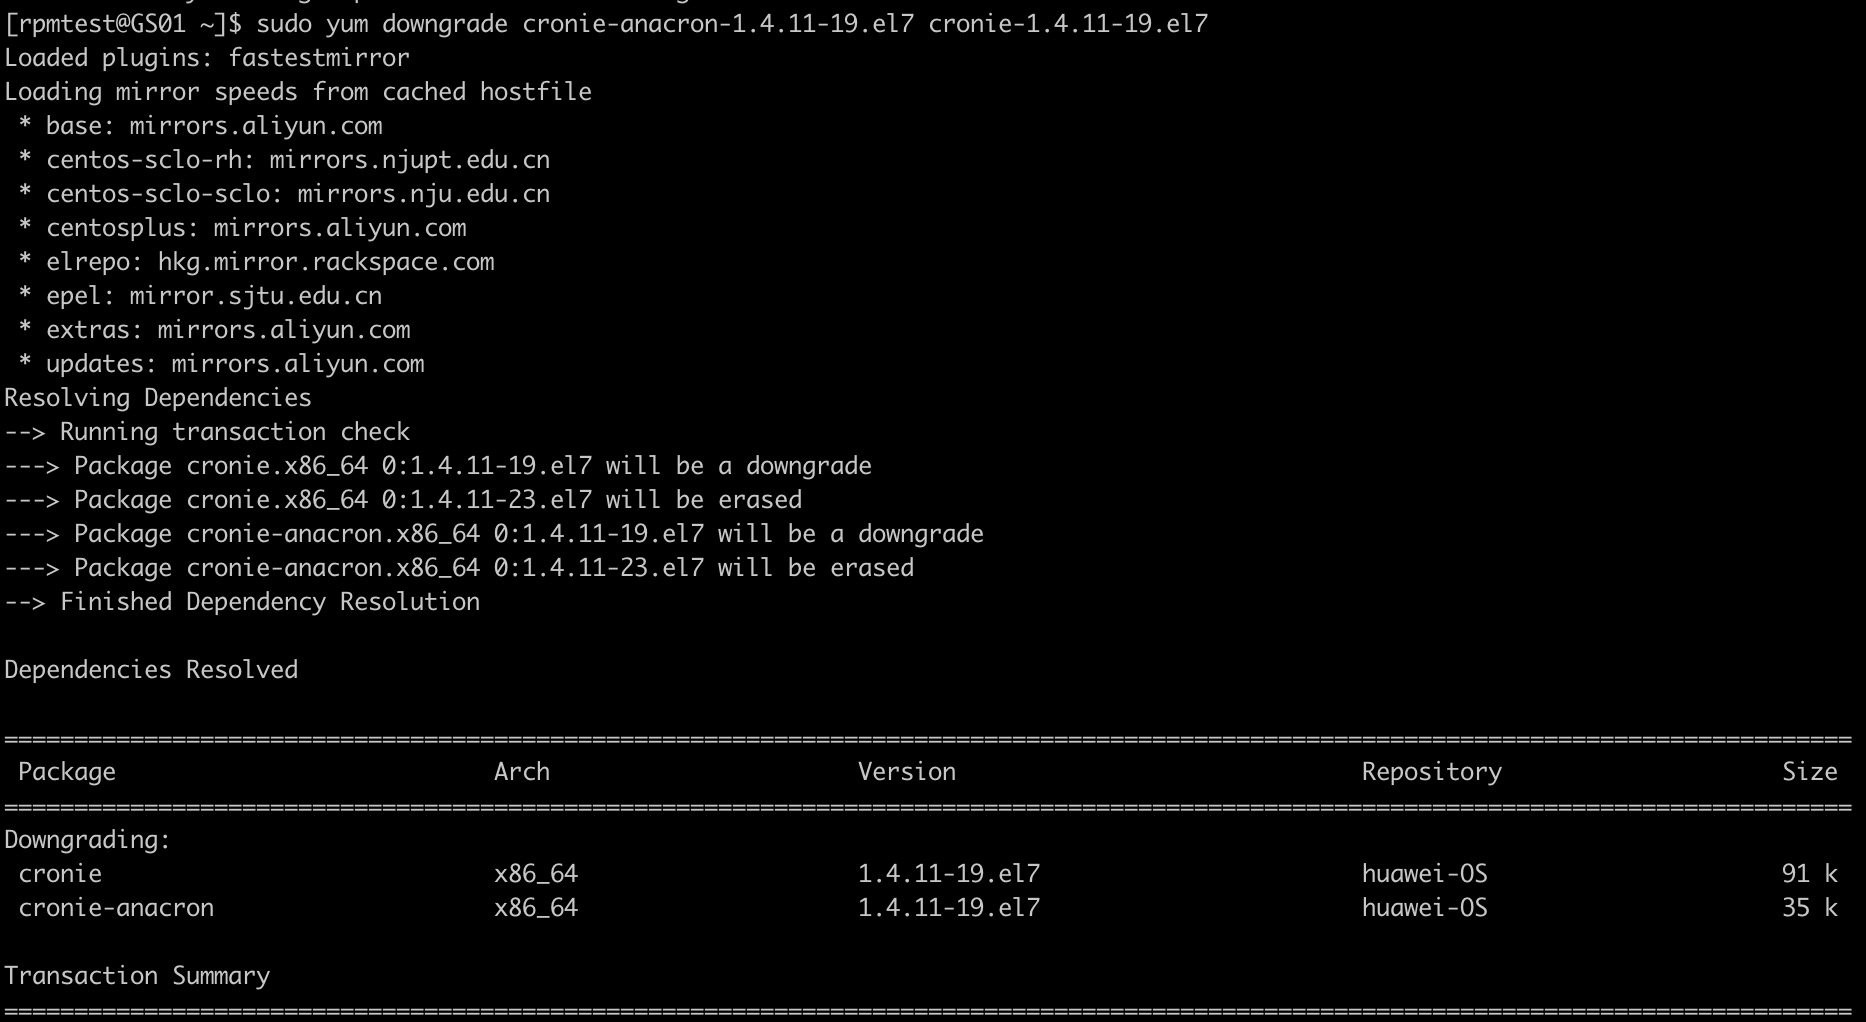 [rpmtest@GS01 ~]$ sudo yum downgrade cronie-anacron-1.4.11-19.el7 cronie-1.4.11-19.el7
Loaded plugins: fastestmirror
Loading mirror speeds from cached hostfile
 * base: mirrors.aliyun.com
 * centos-sclo-rh: mirrors.njupt.edu.cn
 * centos-sclo-sclo: mirrors.nju.edu.cn
 * centosplus: mirrors.aliyun.com
 * elrepo: hkg.mirror.rackspace.com
 * epel: mirror.sjtu.edu.cn
 * extras: mirrors.aliyun.com
 * updates: mirrors.aliyun.com
Resolving Dependencies
--> Running transaction check
---> Package cronie.x86_64 0:1.4.11-19.el7 will be a downgrade
---> Package cronie.x86_64 0:1.4.11-23.el7 will be erased
---> Package cronie-anacron.x86_64 0:1.4.11-19.el7 will be a downgrade
---> Package cronie-anacron.x86_64 0:1.4.11-23.el7 will be erased
--> Finished Dependency Resolution
Dependencies Resolved
====================================================================================================================================
 Package                           Arch                      Version                             Repository                    Size
====================================================================================================================================
Downgrading:
 cronie                            x86_64                    1.4.11-19.el7                       huawei-OS                     91 k
 cronie-anacron                    x86_64                    1.4.11-19.el7                       huawei-OS                     35 k
Transaction Summary
====================================================================================================================================